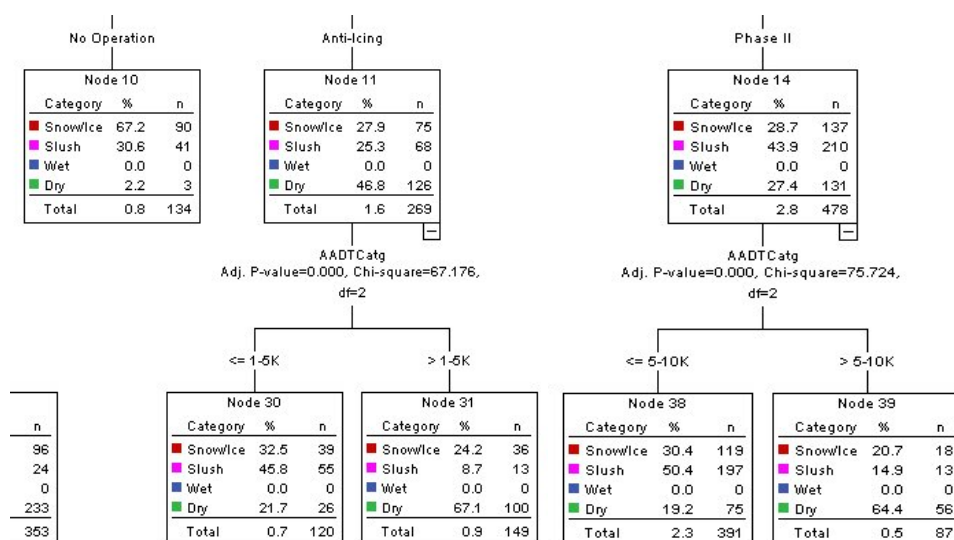 No Operation
Anti-Icing
Phase II
Node 10
Category % n
Snow/Ice 67.2 90
Slush 30.6 41
Wet 0.0 0
Dry 2.2 3
Total 0.8 134
Node 11
Category % n
Snow/Ice 27.9 75
Slush 25.3 68
Wet 0.0 0
Dry 46.8 126
Total 1.6 269
Node 14
Category % n
Snow/Ice 28.7 137
Slush 43.9 210
Wet 0.0 0
Dry 27.4 131
Total 2.8 478
AADTCatg
Adj. P-value=0.000, Chi-square=67.176,
df=2
AADTCatg
Adj. P-value=0.000, Chi-square=75.724,
df=2
<= 1-5K
> 1-5K
<= 5-10K
> 5-10K
n
96
24
0
233
353
Node 30
Category % n
Snow/Ice 32.5 39
Slush 45.8 55
Wet 0.0 0
Dry 21.7 26
Total 0.7 120
Node 31
Category % n
Snow/Ice 24.2 36
Slush 8.7 13
Wet 0.0 0
Dry 67.1 100
Total 0.9 149
Node 38
Category % n
Snow/Ice 30.4 119
Slush 50.4 197
Wet 0.0 0
Dry 19.2 75
Total 2.3 391
Node 39
Category % n
Snow/Ice 20.7 18
Slush 14.9 13
Wet 0.0 0
Dry 64.4 56
Total 0.5 87